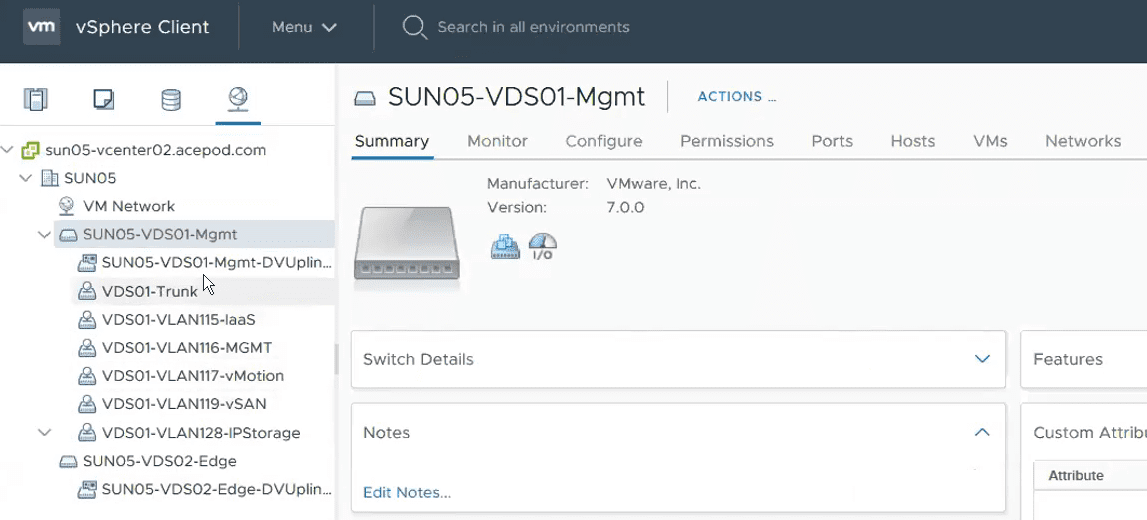 vm vSphere Client Menu Search in all environments
SUN05-VDS01-Mgmt ACTIONS ...
Summary Monitor Configure Permissions Ports Hosts VMs Networks
sun05-vcenter02.acepod.com
SUN05
VM Network
SUN05-VDS01-Mgmt
SUN05-VDS01-Mgmt-DVUplin...
VDS01-Trunk
VDS01-VLAN115-IaaS
VDS01-VLAN116-MGMT
VDS01-VLAN117-vMotion
VDS01-VLAN119-vSAN
VDS01-VLAN128-IPStorage
SUN05-VDS02-Edge
SUN05-VDS02-Edge-DVUplin...
Manufacturer: VMware, Inc.
Version: 7.0.0
I/O
Switch Details
Features
Notes
Edit Notes...
Custom Attribu
Attribute